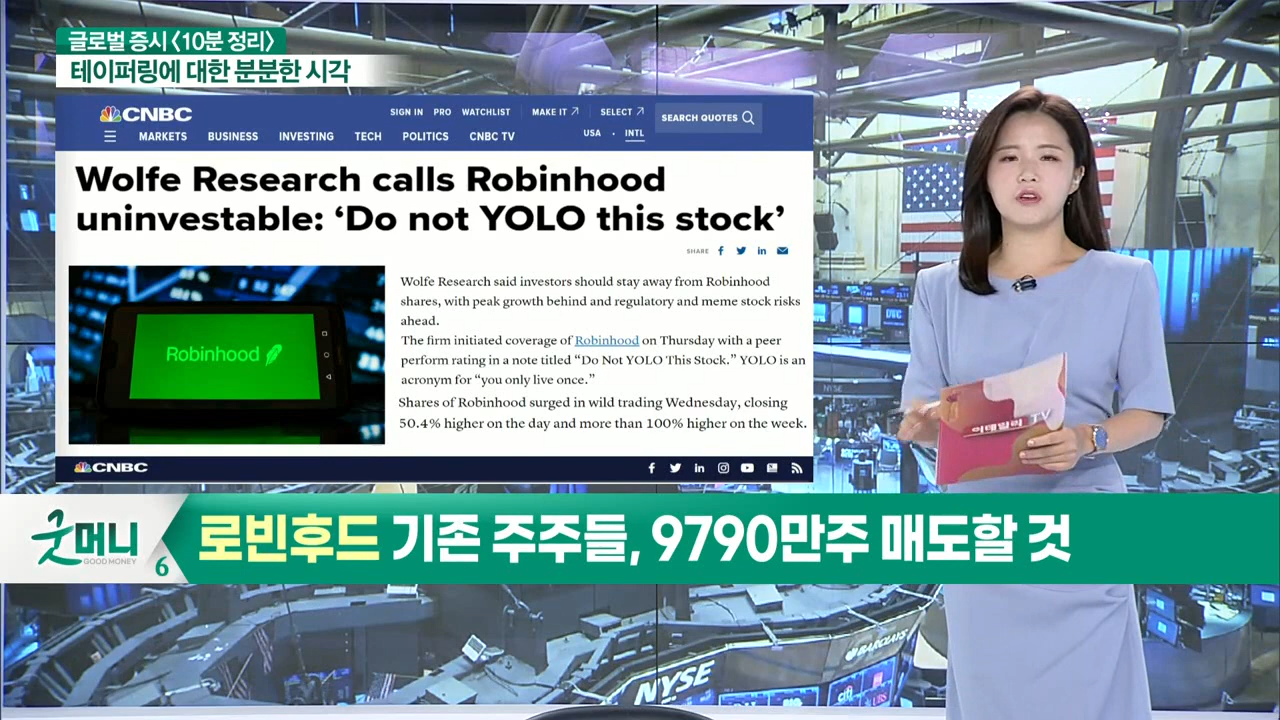 글로벌 증시 <10분 정리>
테이퍼링에 대한 분분한 시각
CNBC
SIGN IN PRO WATCHLIST MAKE IT SELECT SEARCH QUOTES
MARKETS BUSINESS INVESTING TECH POLITICS CNBC TV USA • INTL
Wolfe Research calls Robinhood
uninvestable: ‘Do not YOLO this stock’
SHARE
Robinhood
Wolfe Research said investors should stay away from Robinhood
shares, with peak growth behind and regulatory and meme stock risks
ahead.
The firm initiated coverage of Robinhood on Thursday with a peer
perform rating in a note titled “Do Not YOLO This Stock.” YOLO is an
acronym for “you only live once.”
Shares of Robinhood surged in wild trading Wednesday, closing
50.4% higher on the day and more than 100% higher on the week.
CNBC
굿머니
GOOD MONEY
6
로빈후드 기존 주주들, 9790만주 매도할 것
NYSE
BARCLAYS
citi
UBS